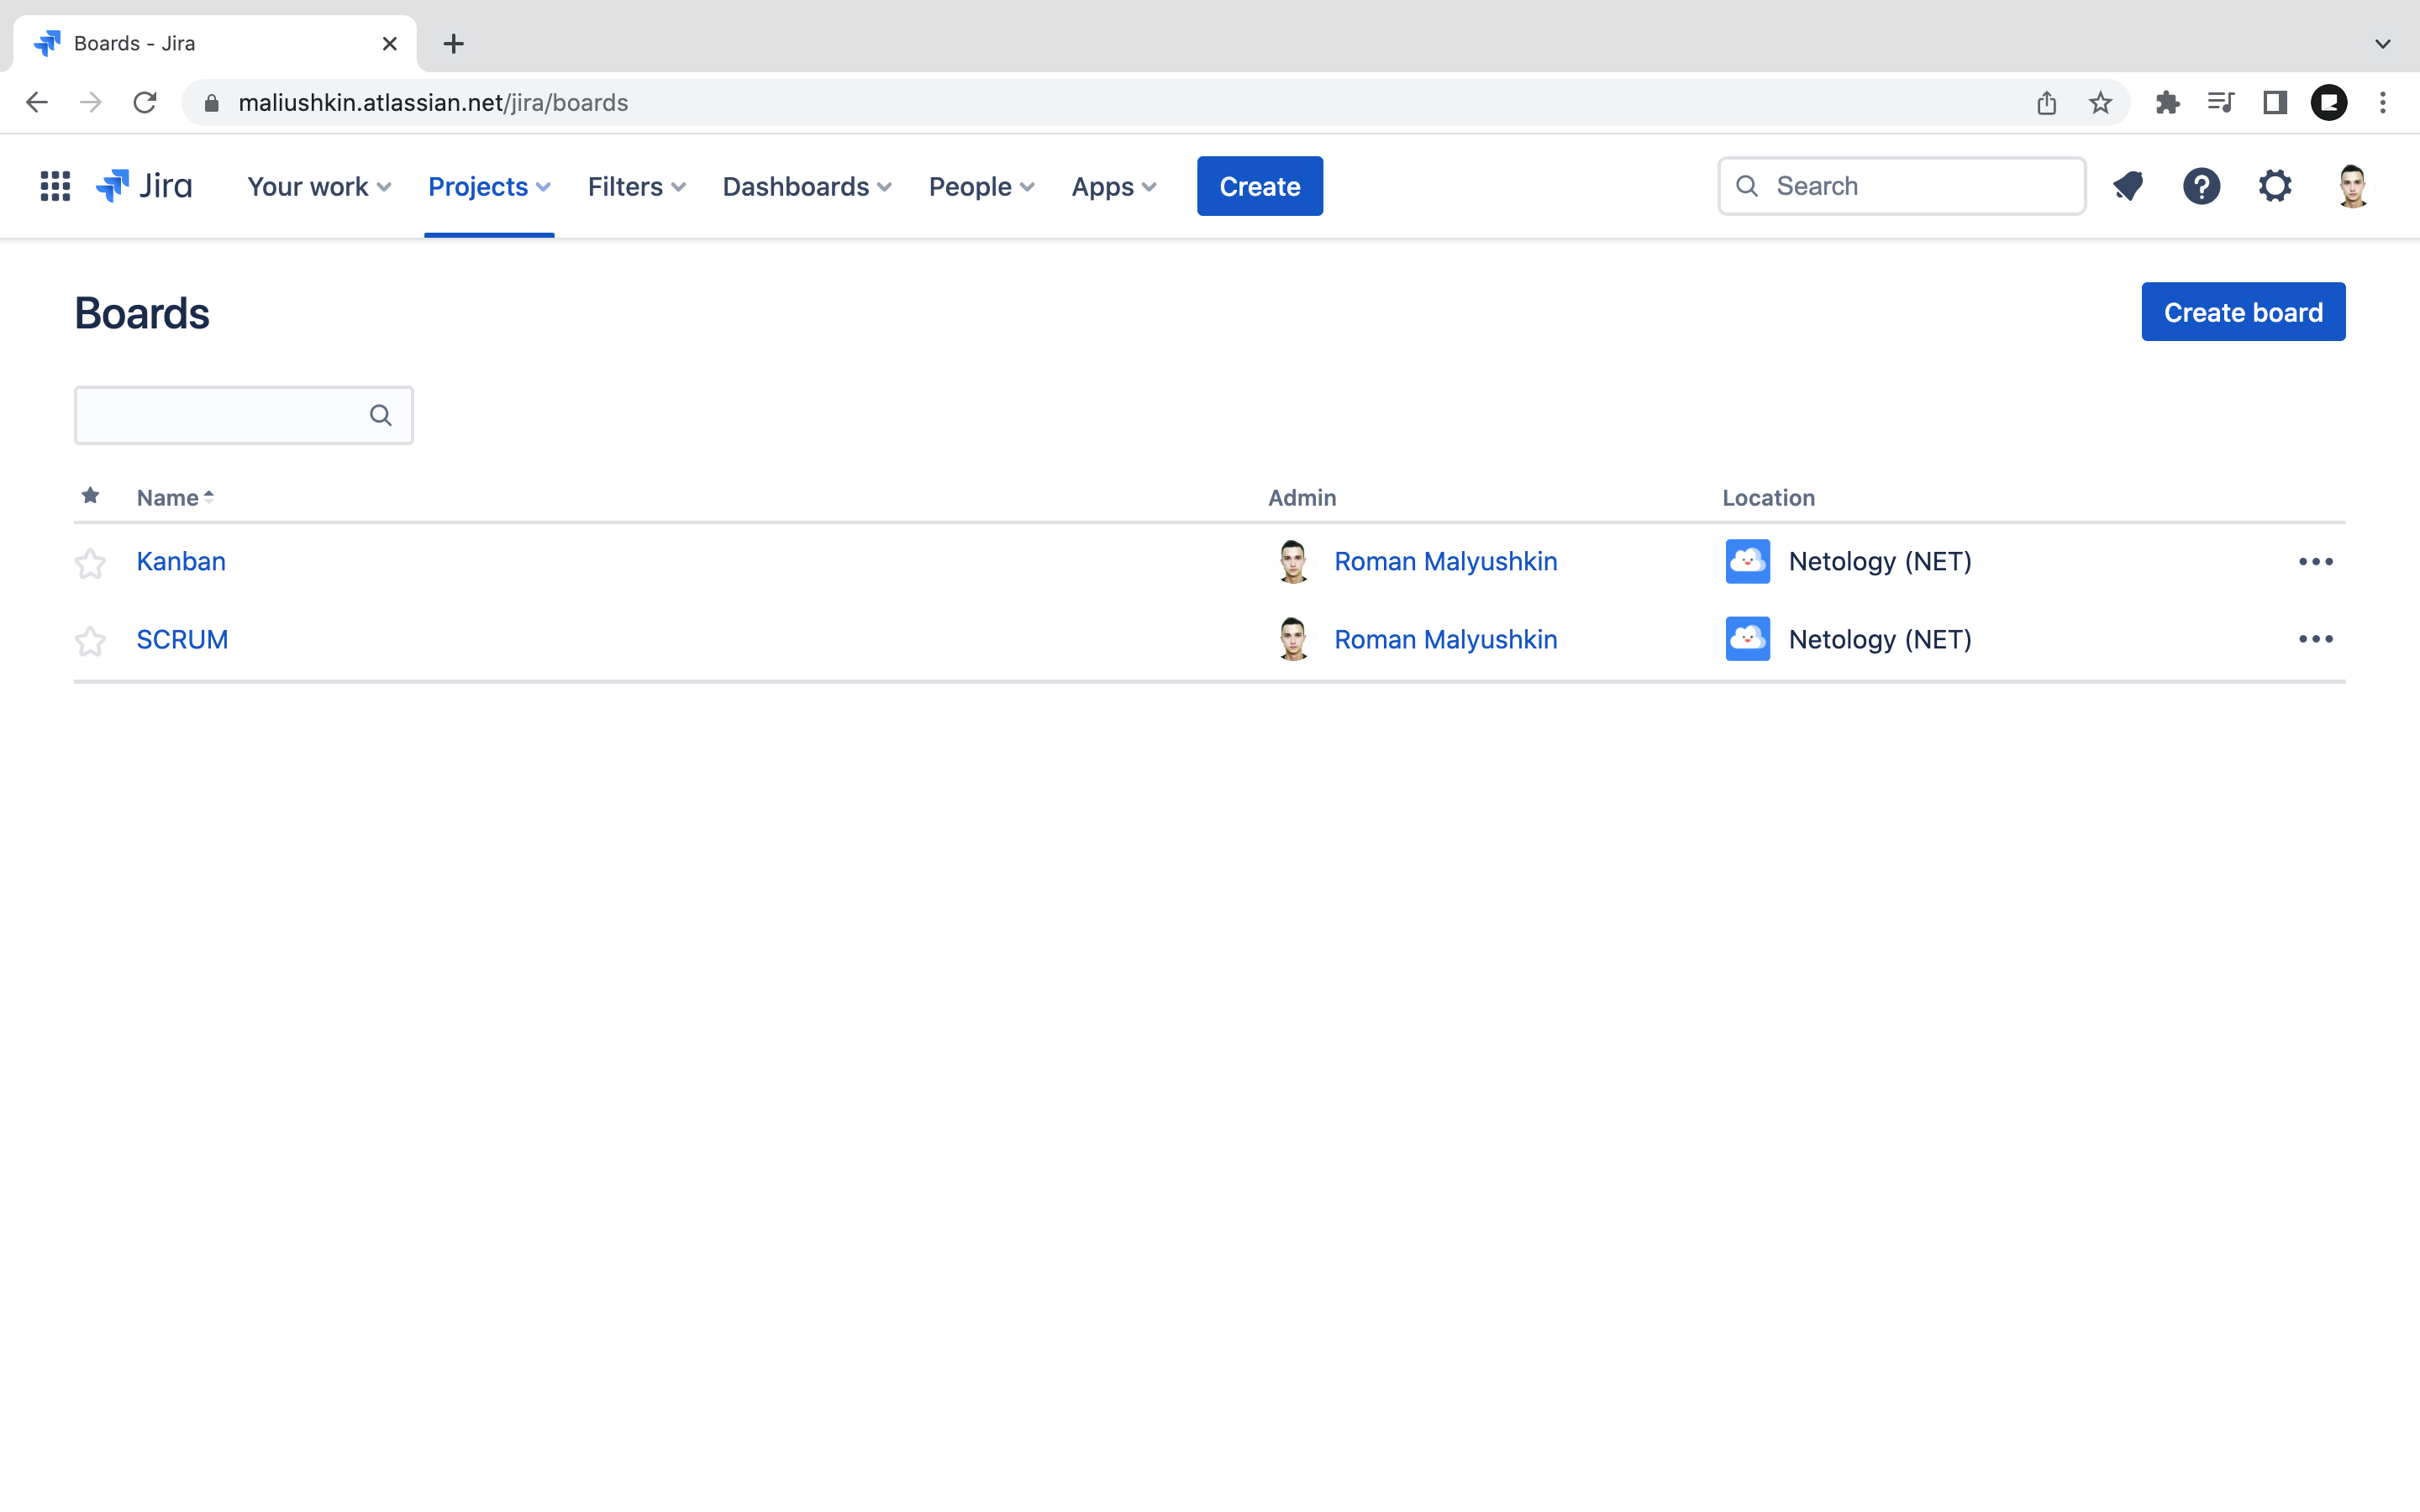 Boards - Jira
maliushkin.atlassian.net/jira/boards
Jira Your work Projects Filters Dashboards People Apps Create Search
Boards Create board
Name Admin Location
Kanban Roman Malyushkin Netology (NET)
SCRUM Roman Malyushkin Netology (NET)